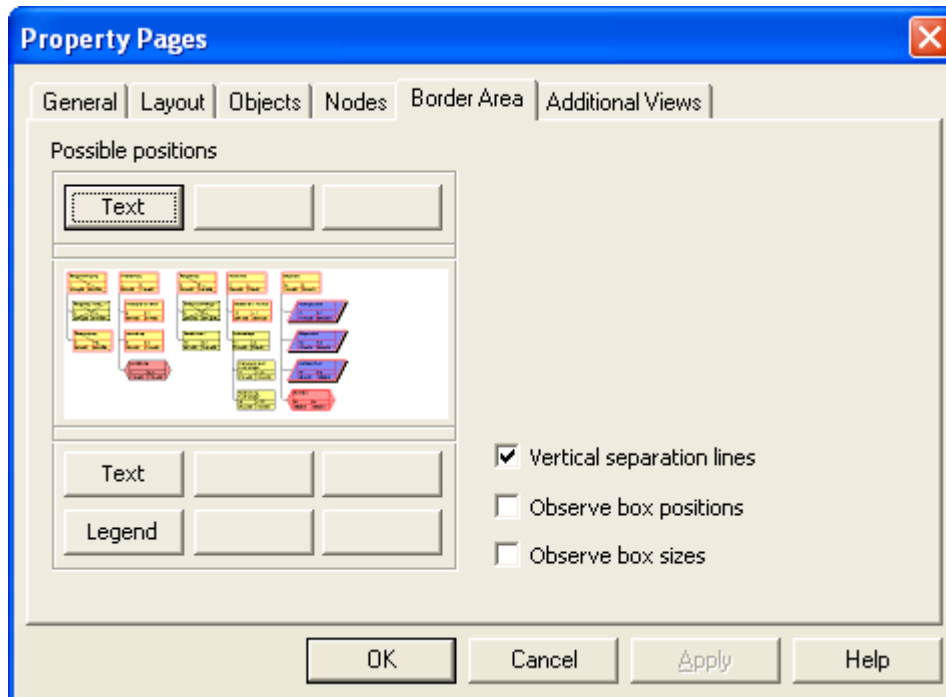 Property Pages
General Layout Objects Nodes Border Area Additional Views
Possible positions
Text
Text
Legend
Vertical separation lines
Observe box positions
Observe box sizes
OK Cancel Apply Help